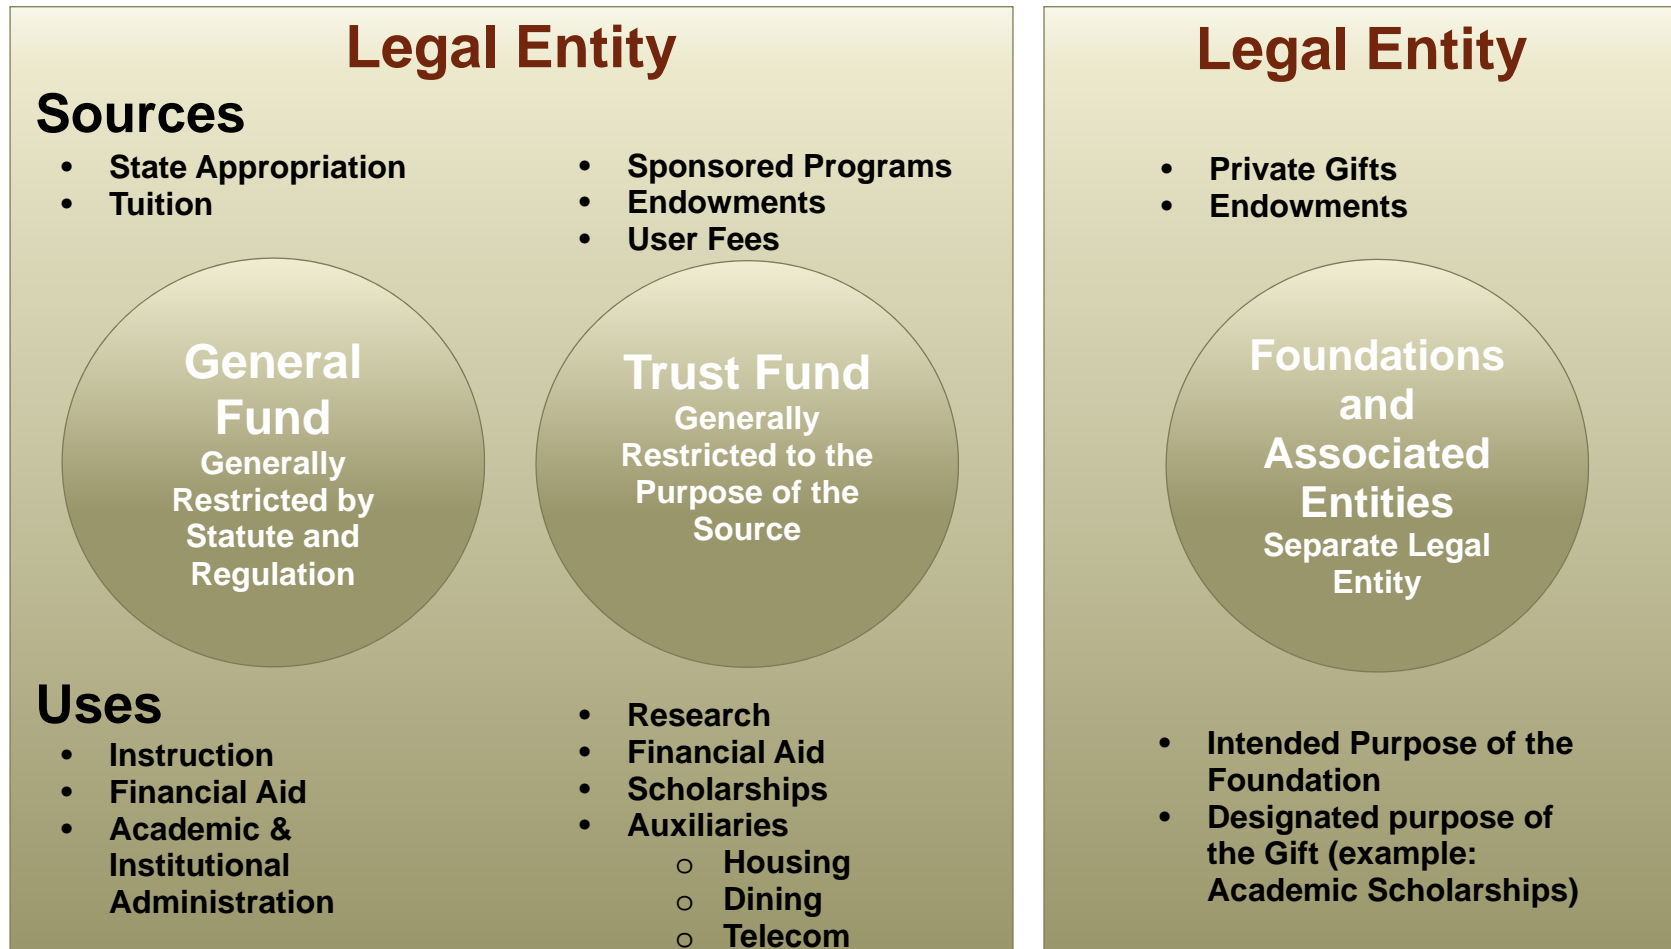 Legal Entity
Sources
• State Appropriation
• Tuition
• Sponsored Programs
• Endowments
• User Fees
General
Fund
Generally
Restricted by
Statute and
Regulation
Trust Fund
Generally
Restricted to the
Purpose of the
Source
Uses
• Instruction
• Financial Aid
• Academic &
Institutional
Administration
• Research
• Financial Aid
• Scholarships
• Auxiliaries
o Housing
o Dining
o Telecom
Legal Entity
• Private Gifts
• Endowments
Foundations
and
Associated
Entities
Separate Legal
Entity
• Intended Purpose of the
Foundation
• Designated purpose of
the Gift (example:
Academic Scholarships)